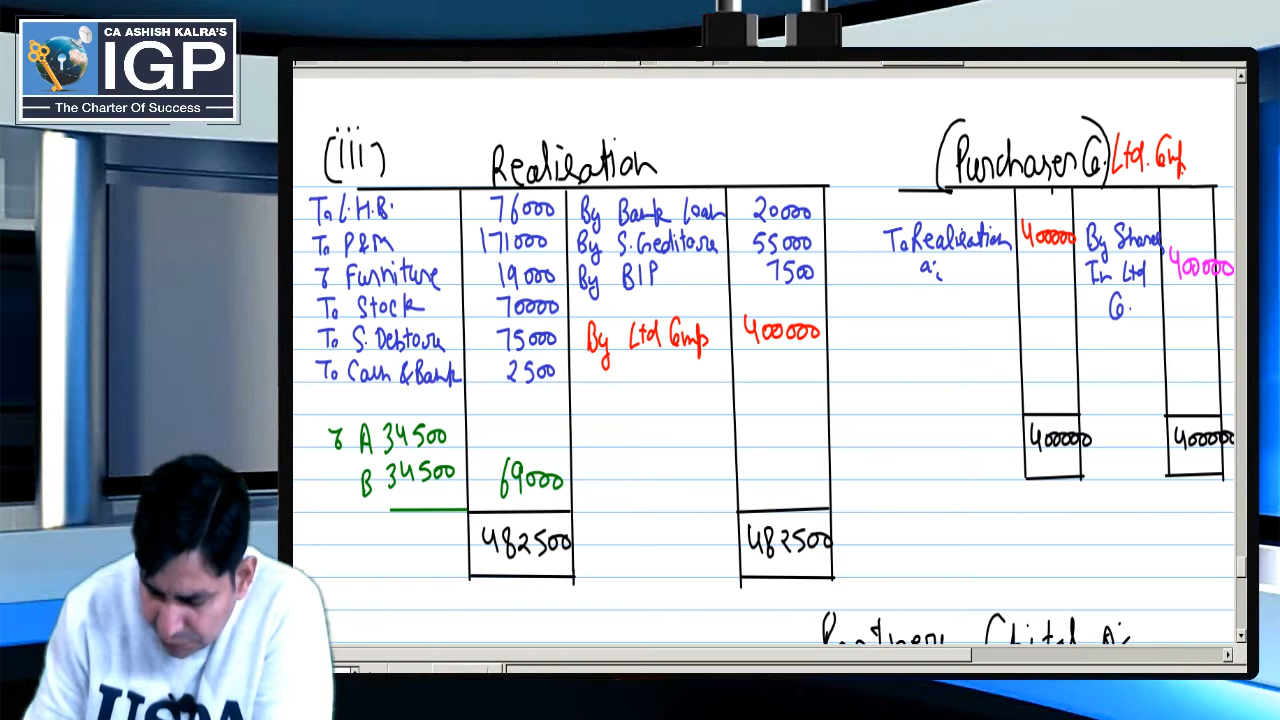 CA ASHISH KALRA'S
IGP
The Charter Of Success
(iii) Realisation
To L.H.B. 76000 By Bank Loan 20000
To P&M 171000 By S. Creditors 55000
To Furniture 19000 By B/P 7500
To Stock 70000
To S. Debtors 75000 By Ltd Comp 400000
To Cash & Bank 2500
To A 34500
B 34500 69000
482500 482500
(Purchaser Co.) Ltd. Comp.
To Realisation 400000 By Shares
a/c In Ltd 400000
Co.
400000 400000
Partners Capital A/c
USPA